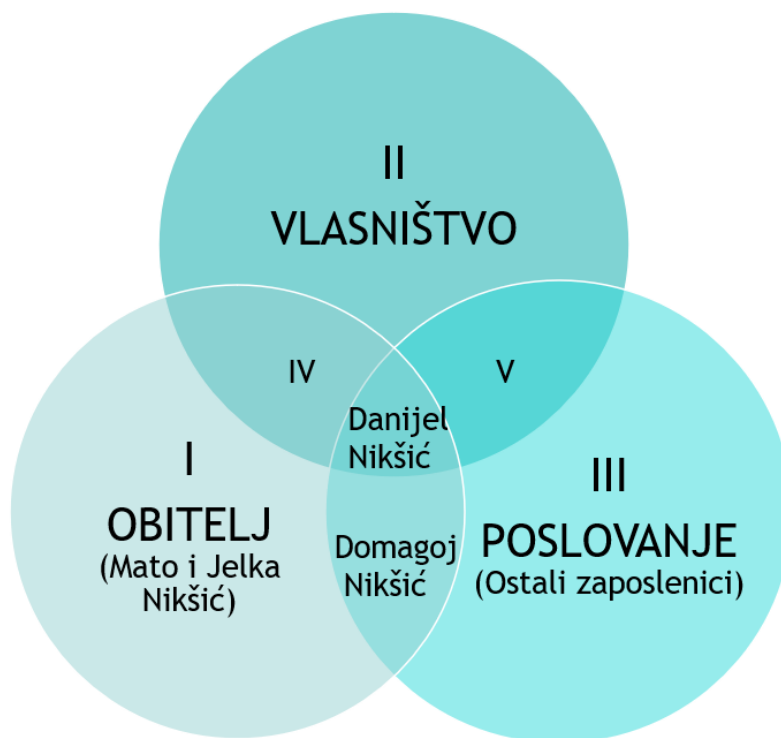 II
VLASNIŠTVO
IV
V
Danijel
Nikšić
I
OBITELJ
(Mato i Jelka
Nikšić)
Domagoj
Nikšić
III
POSLOVANJE
(Ostali zaposlenici)